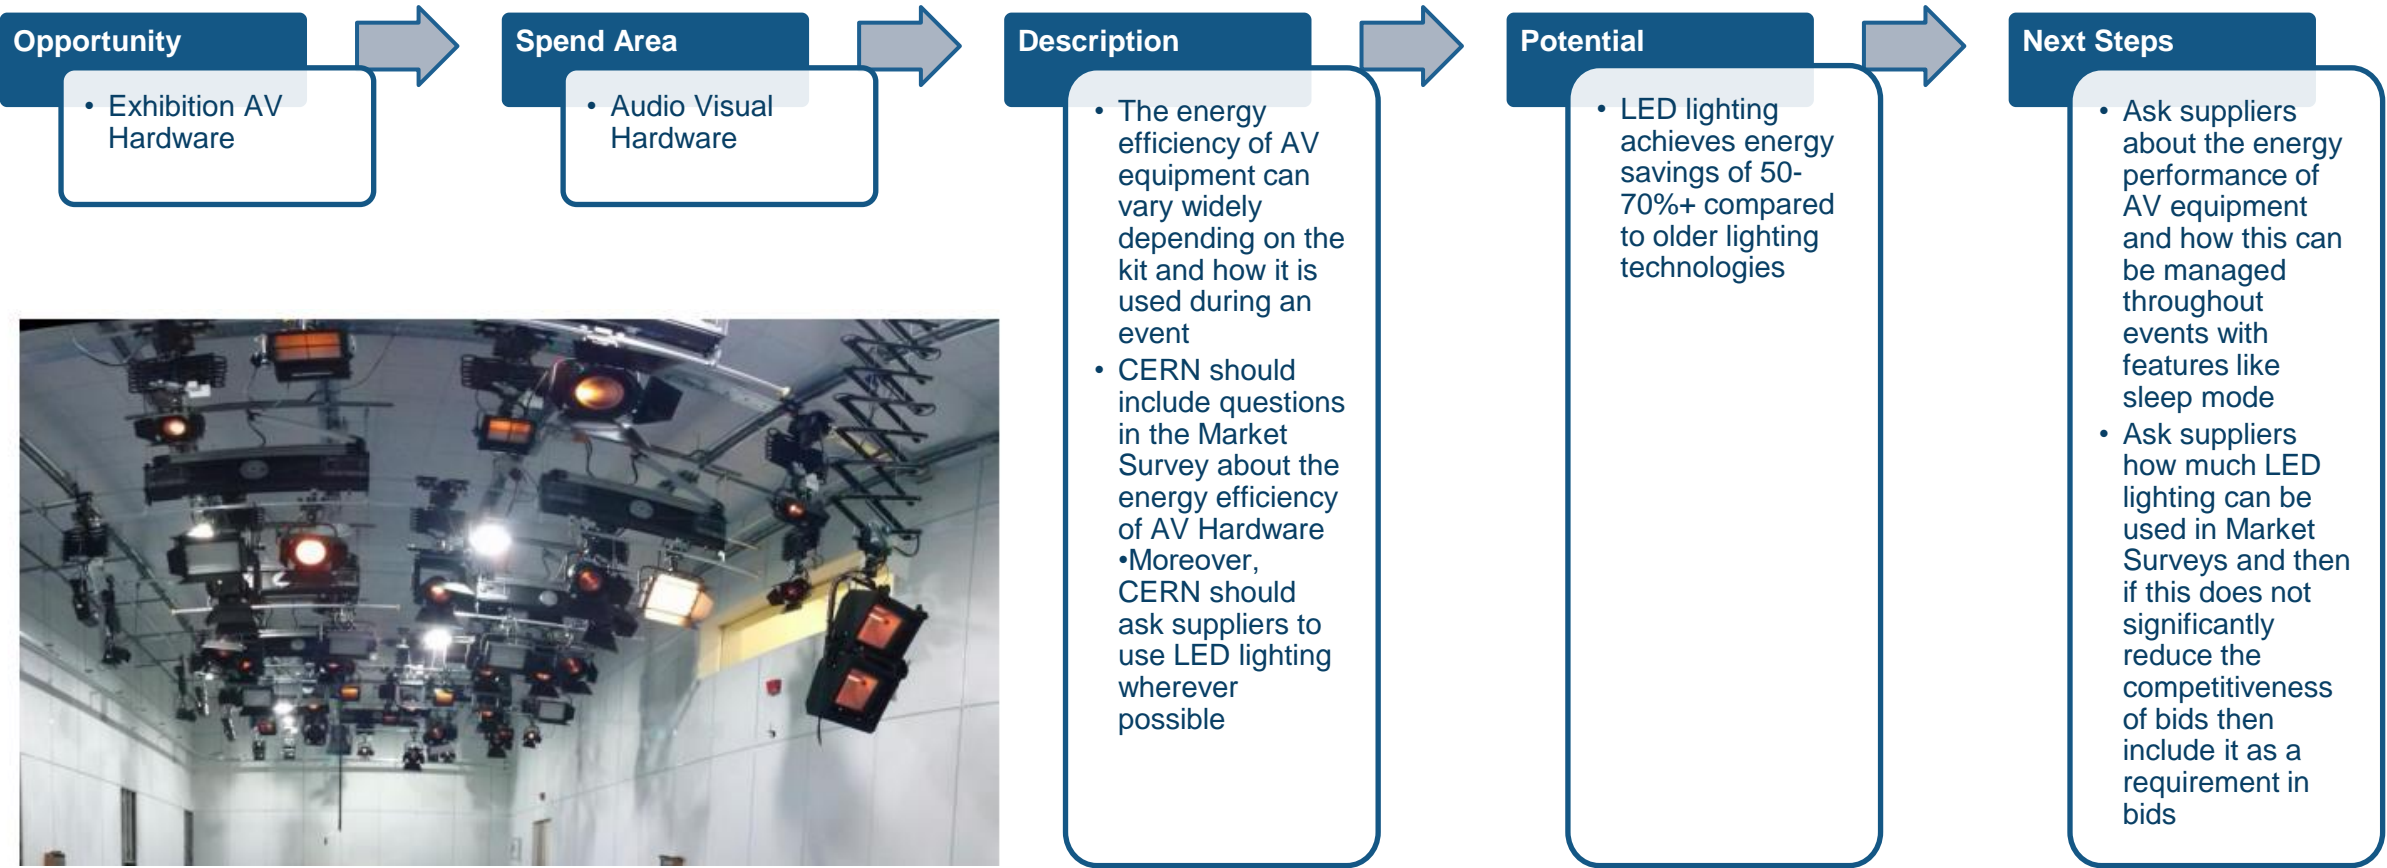 Opportunity
• Exhibition AV
Hardware
Spend Area
• Audio Visual
Hardware
Description
• The energy
efficiency of AV
equipment can
vary widely
depending on the
kit and how it is
used during an
event
• CERN should
include questions
in the Market
Survey about the
energy efficiency
of AV Hardware
•Moreover,
CERN should
ask suppliers to
use LED lighting
wherever
possible
Potential
• LED lighting
achieves energy
savings of 50-
70%+ compared
to older lighting
technologies
Next Steps
• Ask suppliers
about the energy
performance of
AV equipment
and how this can
be managed
throughout
events with
features like
sleep mode
• Ask suppliers
how much LED
lighting can be
used in Market
Surveys and then
if this does not
significantly
reduce the
competitiveness
of bids then
include it as a
requirement in
bids